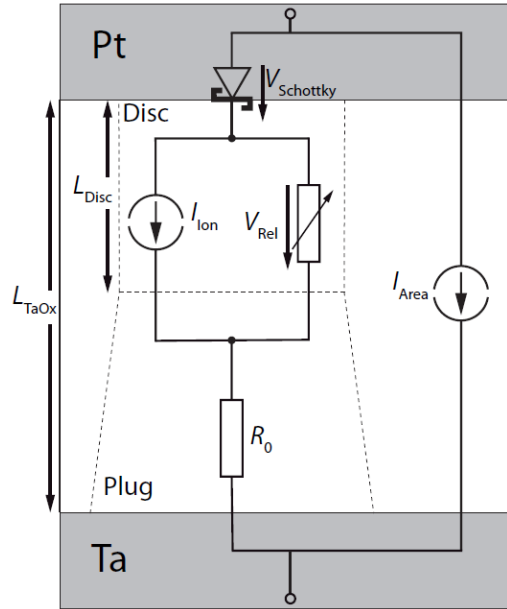 Pt
V_Schottky
Disc
L_Disc
I_Ion
V_Rel
I_Area
L_TaOx
R_0
Plug
Ta